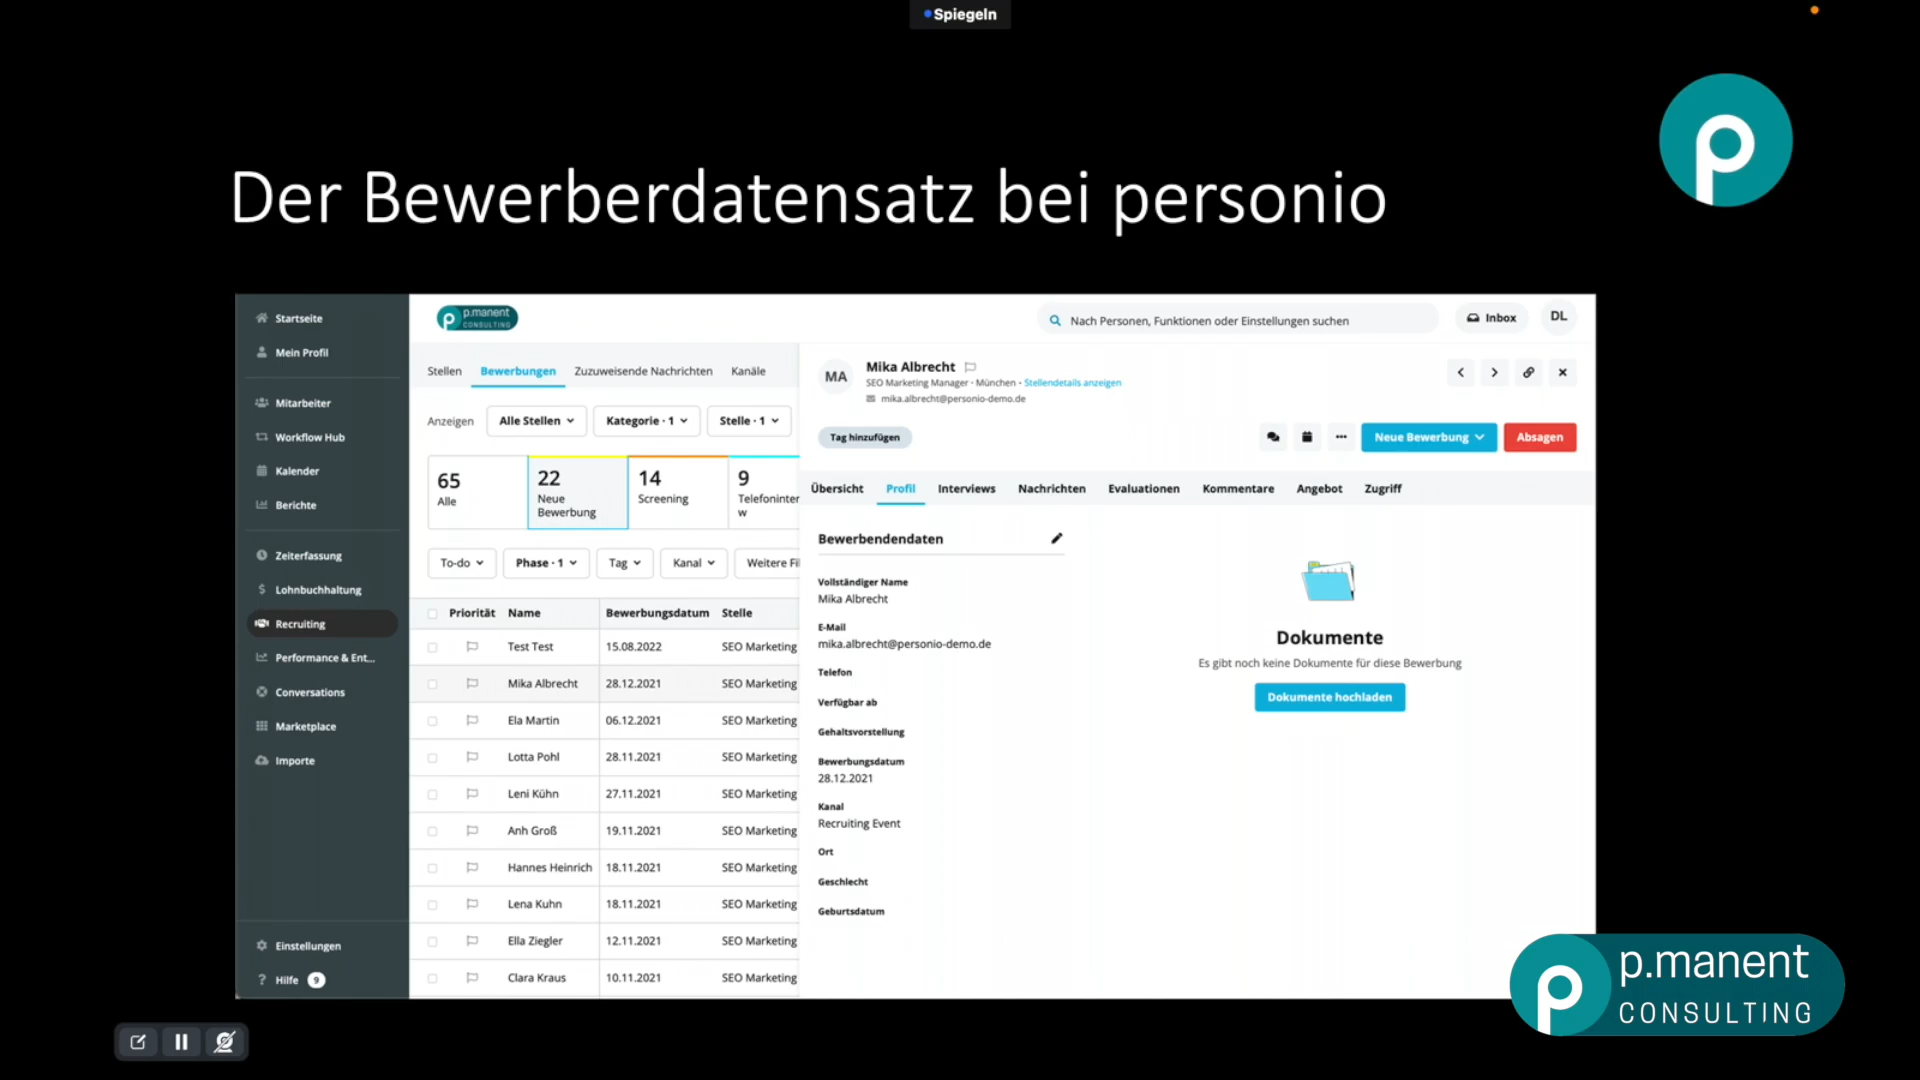 Spiegeln
p
Der Bewerberdatensatz bei personio
Startseite
Mein Profil
Mitarbeiter
Workflow Hub
Kalender
Berichte
Zeiterfassung
Lohnbuchhaltung
Recruiting
Performance & Ent...
Conversations
Marketplace
Importe
Einstellungen
Hilfe 9
p p.manent
CONSULTING
Nach Personen, Funktionen oder Einstellungen suchen
Inbox
DL
Stellen Bewerbungen Zuzuweisende Nachrichten Kanäle
Anzeigen Alle Stellen Kategorie · 1 Stelle · 1
65
Alle
22
Neue
Bewerbung
14
Screening
9
Telefoninter
w
To-do Phase · 1 Tag Kanal Weitere Fil
Priorität Name Bewerbungsdatum Stelle
Test Test 15.08.2022 SEO Marketing
Mika Albrecht 28.12.2021 SEO Marketing
Ela Martin 06.12.2021 SEO Marketing
Lotta Pohl 28.11.2021 SEO Marketing
Leni Kühn 27.11.2021 SEO Marketing
Anh Groß 19.11.2021 SEO Marketing
Hannes Heinrich 18.11.2021 SEO Marketing
Lena Kuhn 18.11.2021 SEO Marketing
Ella Ziegler 12.11.2021 SEO Marketing
Clara Kraus 10.11.2021 SEO Marketing
MA
Mika Albrecht
SEO Marketing Manager · München · Stellendetails anzeigen
mika.albrecht@personio-demo.de
Tag hinzufügen
Neue Bewerbung
Absagen
Übersicht Profil Interviews Nachrichten Evaluationen Kommentare Angebot Zugriff
Bewerbendendaten
Vollständiger Name
Mika Albrecht
E-Mail
mika.albrecht@personio-demo.de
Telefon
Verfügbar ab
Gehaltsvorstellung
Bewerbungsdatum
28.12.2021
Kanal
Recruiting Event
Ort
Geschlecht
Geburtsdatum
Dokumente
Es gibt noch keine Dokumente für diese Bewerbung
Dokumente hochladen
p p.manent
CONSULTING